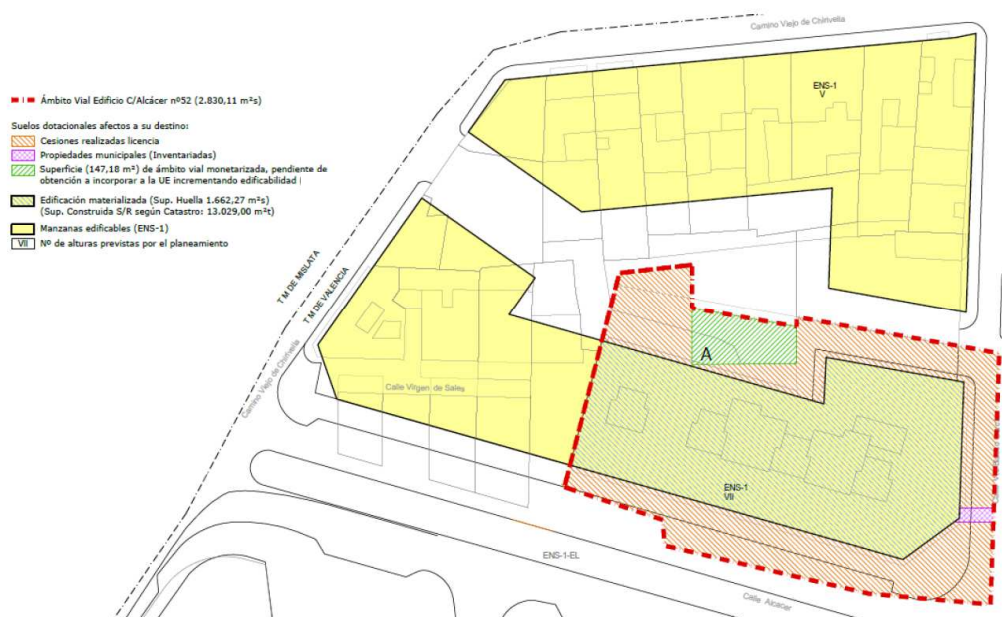 Camino Viejo de Chirivella
Ámbito Vial Edificio C/Alcácer nº52 (2.830,11 m²s)
Suelos dotacionales afectos a su destino:
Cesiones realizadas licencia
Propiedades municipales (Inventariadas)
Superficie (147,18 m²) de ámbito vial monetarizada, pendiente de
obtención a incorporar a la UE incrementando edificabilidad
Edificación materializada (Sup. Huella 1.662,27 m²s)
(Sup. Construida S/R según Catastro: 13.029,00 m²t)
Manzanas edificables (ENS-1)
VII Nº de alturas previstas por el planeamiento
ENS-1
V
T M DE MISLATA
T M DE VALENCIA
Camino Viejo de Chirivella
Calle Virgen de Sales
A
ENS-1
VII
ENS-1-EL
Calle Alcácer